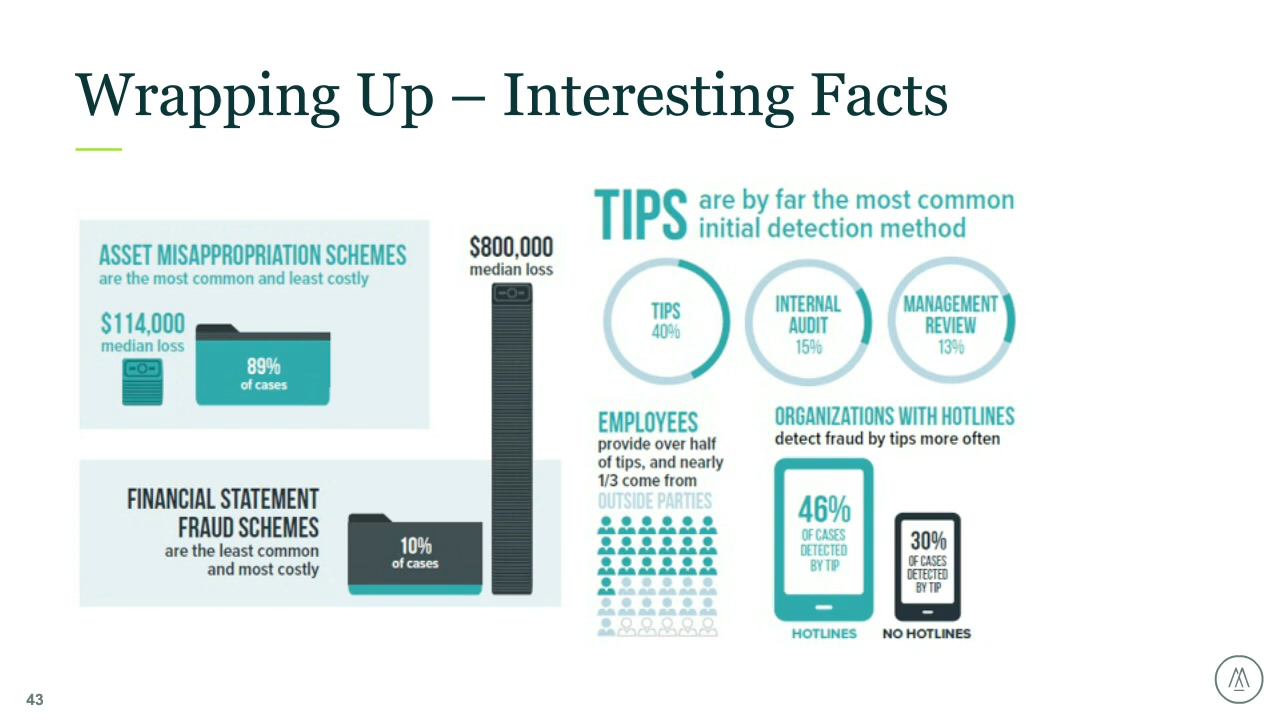 Wrapping Up – Interesting Facts
ASSET MISAPPROPRIATION SCHEMES
are the most common and least costly
$114,000
median loss
89%
of cases
$800,000
median loss
FINANCIAL STATEMENT
FRAUD SCHEMES
are the least common
and most costly
10%
of cases
TIPS are by far the most common
initial detection method
TIPS
40%
INTERNAL
AUDIT
15%
MANAGEMENT
REVIEW
13%
EMPLOYEES
provide over half
of tips, and nearly
1/3 come from
OUTSIDE PARTIES
ORGANIZATIONS WITH HOTLINES
detect fraud by tips more often
46%
OF CASES
DETECTED
BY TIP
HOTLINES
30%
OF CASES
DETECTED
BY TIP
NO HOTLINES
43